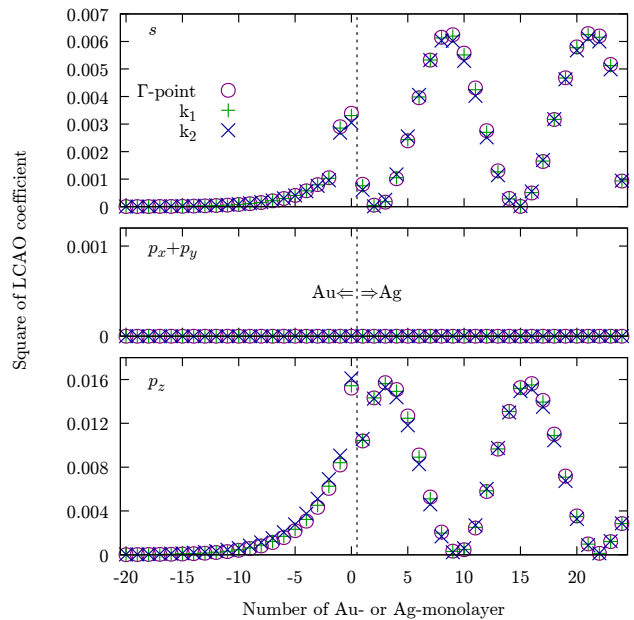 Square of LCAO coefficient
0.007
0.006
0.005
0.004
0.003
0.002
0.001
0
s
Γ-point
k₁
k₂
0.001
0
pₓ+p_y
Au⇐ ⇒Ag
0.016
0.012
0.008
0.004
0
p_z
-20 -15 -10 -5 0 5 10 15 20
Number of Au- or Ag-monolayer